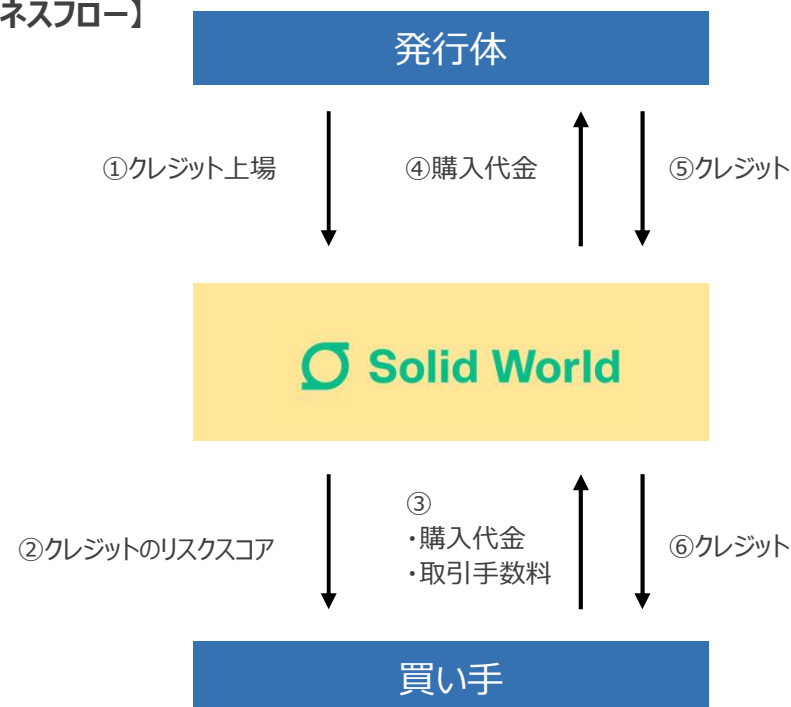 ネスフロー】
発行体
①クレジット上場
④購入代金
⑤クレジット
Solid World
②クレジットのリスクスコア
③
・購入代金
・取引手数料
⑥クレジット
買い手